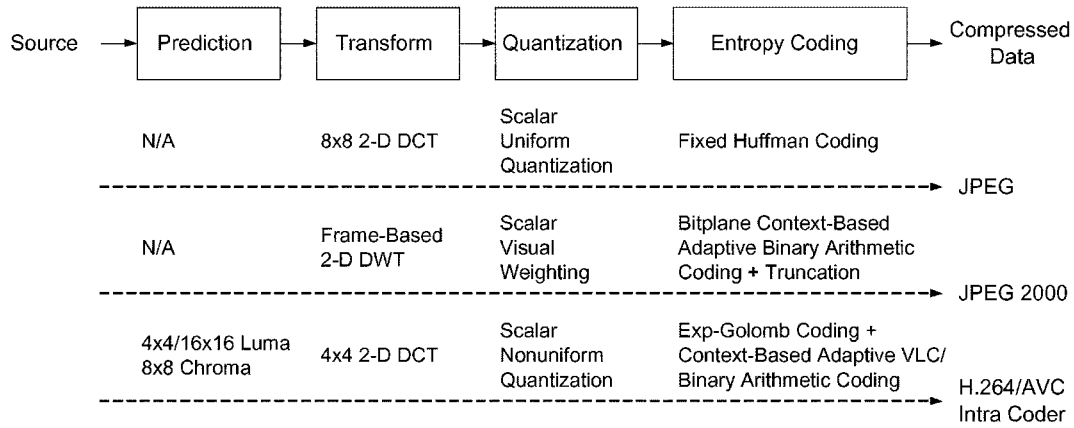 Source
Prediction
Transform
Quantization
Entropy Coding
Compressed
Data
N/A
8x8 2-D DCT
Scalar
Uniform
Quantization
Fixed Huffman Coding
JPEG
N/A
Frame-Based
2-D DWT
Scalar
Visual
Weighting
Bitplane Context-Based
Adaptive Binary Arithmetic
Coding + Truncation
JPEG 2000
4x4/16x16 Luma
8x8 Chroma
4x4 2-D DCT
Scalar
Nonuniform
Quantization
Exp-Golomb Coding +
Context-Based Adaptive VLC/
Binary Arithmetic Coding
H.264/AVC
Intra Coder